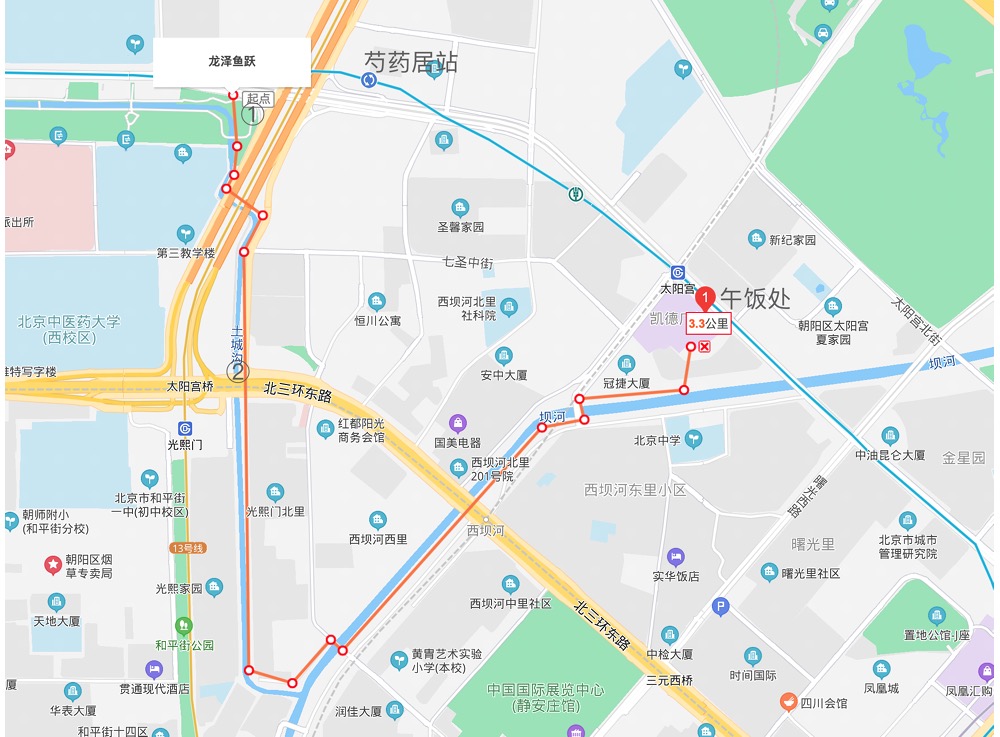 龙泽鱼跃
芍药居站
起点
①
派出所
第三教学楼
圣馨家园
新纪家园
七圣中街
太阳宫
1
午饭处
北京中医药大学
(西校区)
恒川公寓
西坝河北里
社科院
凯德广
3.3公里
朝阳区太阳宫
夏家园
太阳宫北街
土城沟
②
安中大厦
冠捷大厦
坝河
维特写字楼
太阳宫桥
北三环东路
坝河
光熙门
红都阳光
商务会馆
国美电器
北京中学
中油昆仑大厦
金星园
西坝河北里
201号院
北京市和平街
一中(初中校区)
光熙门北里
西坝河东里小区
曙光西路
朝师附小
(和平街分校)
西坝河西里
西坝河
北京市城市
管理研究院
曙光里
13号线
朝阳区烟
草专卖局
光熙家园
实华饭店
曙光里社区
西坝河中里社区
P
天地大厦
北三环东路
置地公馆-J座
和平街公园
黄胄艺术实验
小学(本校)
中检大厦
时间国际
三元西桥
厦
贯通现代酒店
中国国际展览中心
(静安庄馆)
凤凰城
凤凰汇购
华表大厦
润佳大厦
四川会馆
和平街十四区